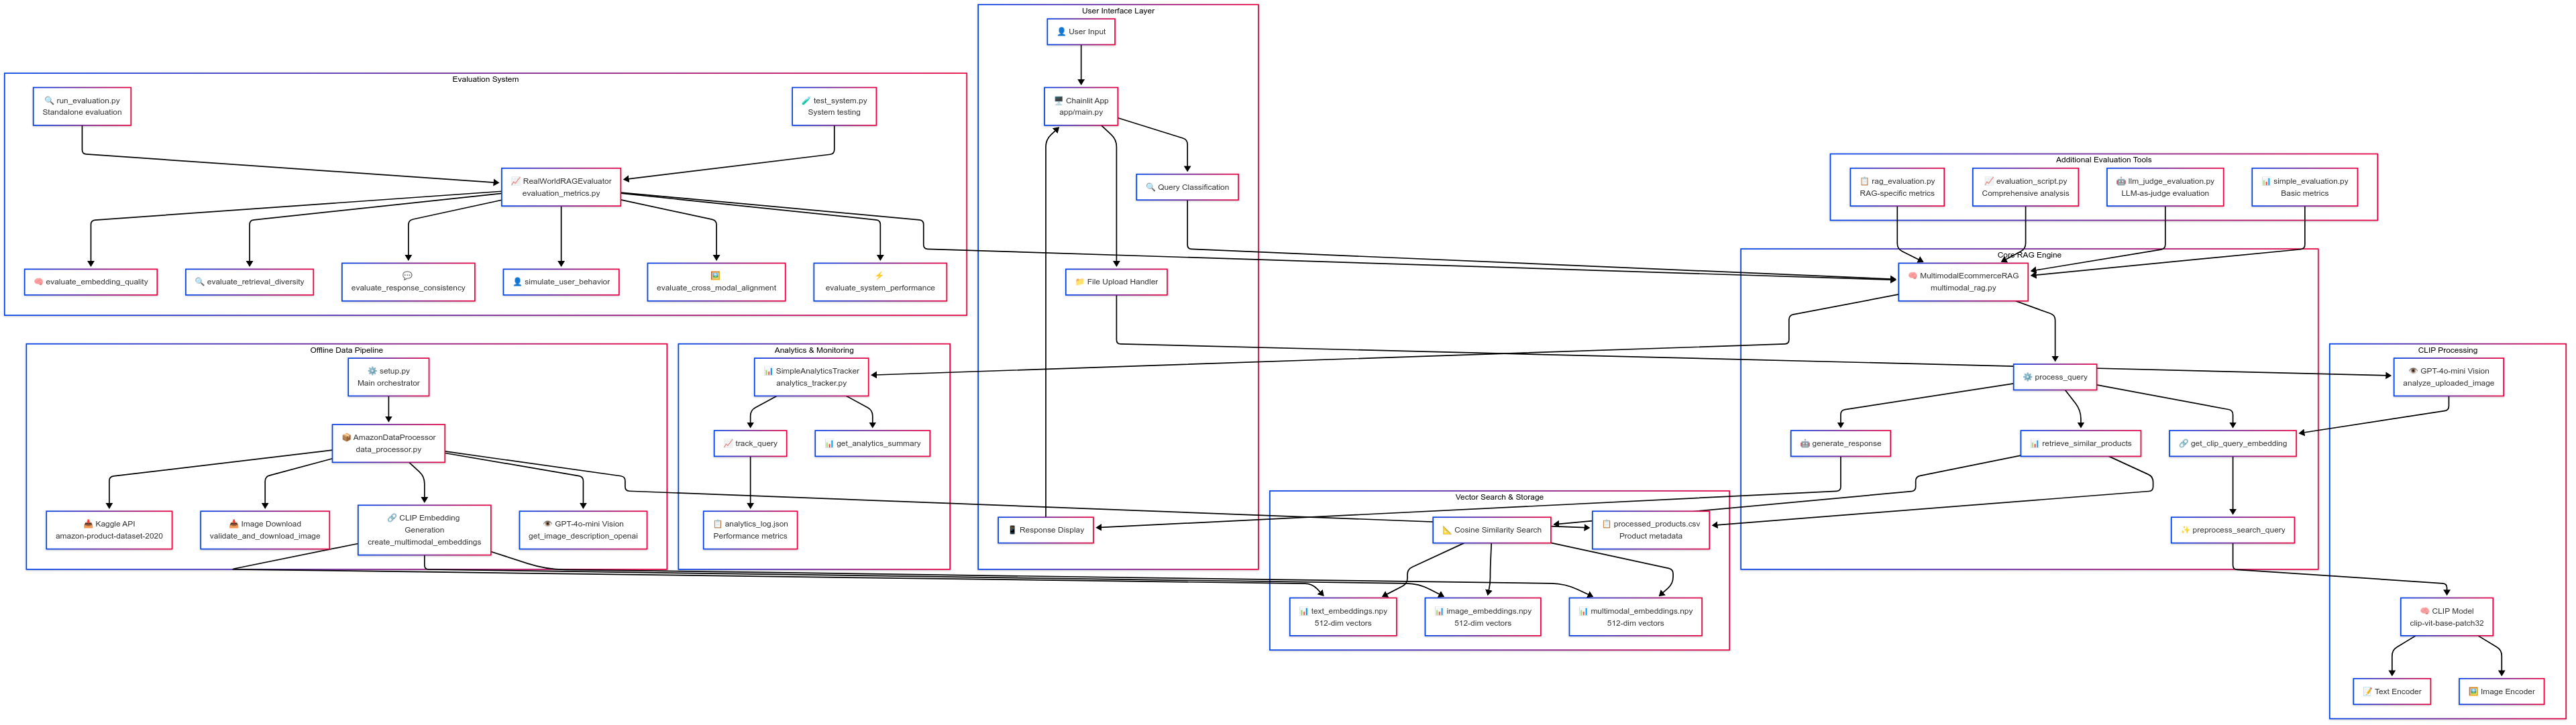 User Interface Layer
👤 User Input
🖥️ Chainlit App
app/main.py
🔍 Query Classification
📁 File Upload Handler
📱 Response Display
Evaluation System
🔍 run_evaluation.py
Standalone evaluation
🧪 test_system.py
System testing
📈 RealWorldRAGEvaluator
evaluation_metrics.py
🧠 evaluate_embedding_quality
🔍 evaluate_retrieval_diversity
💬
evaluate_response_consistency
👤 simulate_user_behavior
🖼️
evaluate_cross_modal_alignment
⚡
evaluate_system_performance
Additional Evaluation Tools
📋 rag_evaluation.py
RAG-specific metrics
📈 evaluation_script.py
Comprehensive analysis
🤖 llm_judge_evaluation.py
LLM-as-judge evaluation
📊 simple_evaluation.py
Basic metrics
Core RAG Engine
🧠 MultimodalEcommerceRAG
multimodal_rag.py
⚙️ process_query
🤖 generate_response
📊 retrieve_similar_products
🔗 get_clip_query_embedding
✨ preprocess_search_query
Offline Data Pipeline
⚙️ setup.py
Main orchestrator
📦 AmazonDataProcessor
data_processor.py
📥 Kaggle API
amazon-product-dataset-2020
📥 Image Download
validate_and_download_image
🔗 CLIP Embedding
Generation
create_multimodal_embeddings
👁️ GPT-4o-mini Vision
get_image_description_openai
Analytics & Monitoring
📊 SimpleAnalyticsTracker
analytics_tracker.py
📈 track_query
📊 get_analytics_summary
📋 analytics_log.json
Performance metrics
Vector Search & Storage
📐 Cosine Similarity Search
📋 processed_products.csv
Product metadata
📊 text_embeddings.npy
512-dim vectors
📊 image_embeddings.npy
512-dim vectors
📊 multimodal_embeddings.npy
512-dim vectors
CLIP Processing
👁️ GPT-4o-mini Vision
analyze_uploaded_image
🧠 CLIP Model
clip-vit-base-patch32
📝 Text Encoder
🖼️ Image Encoder